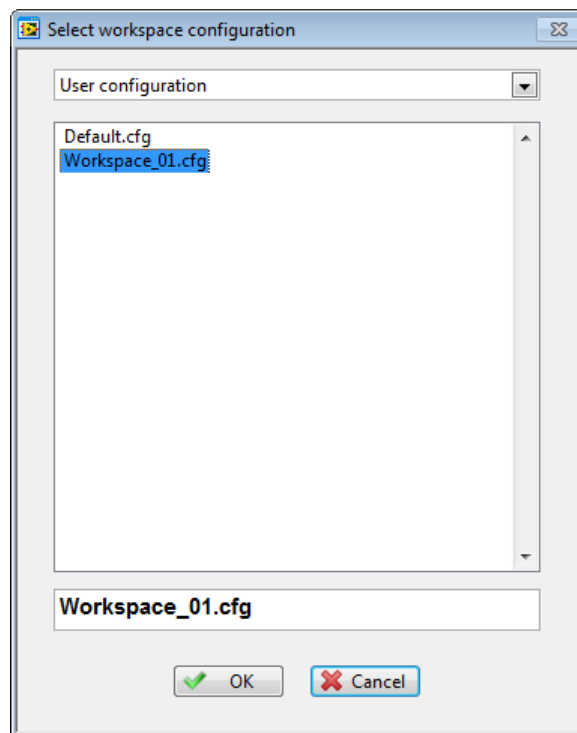 Select workspace configuration
User configuration
Default.cfg
Workspace_01.cfg
Workspace_01.cfg
OK
Cancel